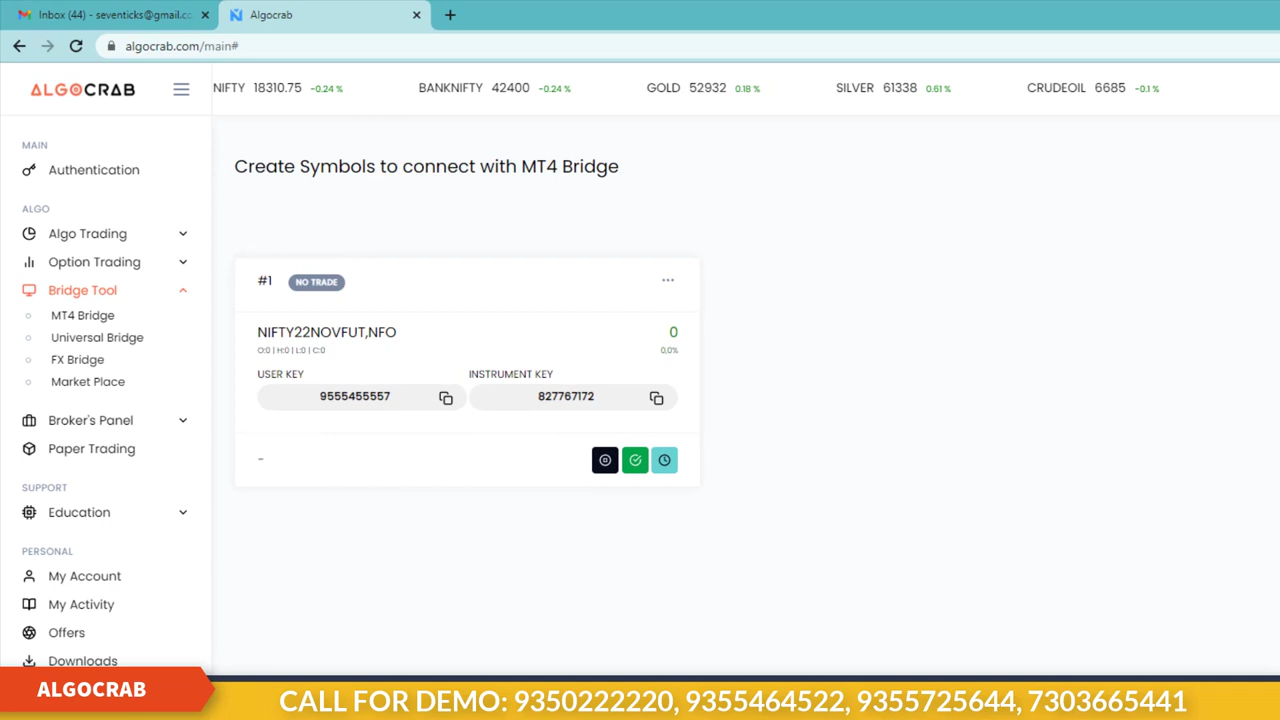 Inbox (44) - seventicks@gmail.cc
Algocrab
algocrab.com/main#
ALGOCRAB
NIFTY 18310.75 -0.24 % BANKNIFTY 42400 -0.24 % GOLD 52932 0.18 % SILVER 61338 0.61 % CRUDEOIL 6685 -0.1 %
MAIN
Authentication
ALGO
Algo Trading
Option Trading
Bridge Tool
MT4 Bridge
Universal Bridge
FX Bridge
Market Place
Broker's Panel
Paper Trading
SUPPORT
Education
PERSONAL
My Account
My Activity
Offers
Downloads
Create Symbols to connect with MT4 Bridge
#1 NO TRADE
NIFTY22NOVFUT,NFO 0
O:0 | H:0 | L:0 | C:0 0,0%
USER KEY INSTRUMENT KEY
9555455557 827767172
-
ALGOCRAB
CALL FOR DEMO: 9350222220, 9355464522, 9355725644, 7303665441